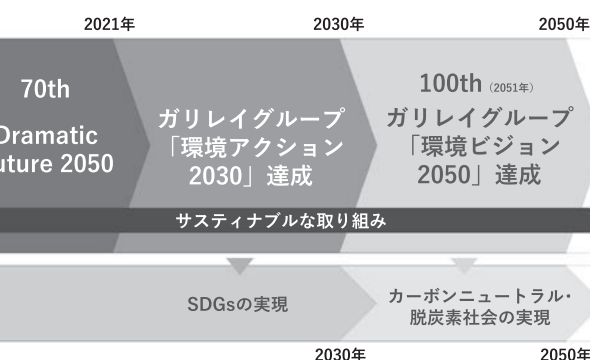 2021年
2030年
2050年
70th
Dramatic
uture 2050
ガリレイグループ
「環境アクション
2030」達成
100th（2051年）
ガリレイグループ
「環境ビジョン
2050」達成
サスティナブルな取り組み
SDGsの実現
カーボンニュートラル・
脱炭素社会の実現
2030年
2050年